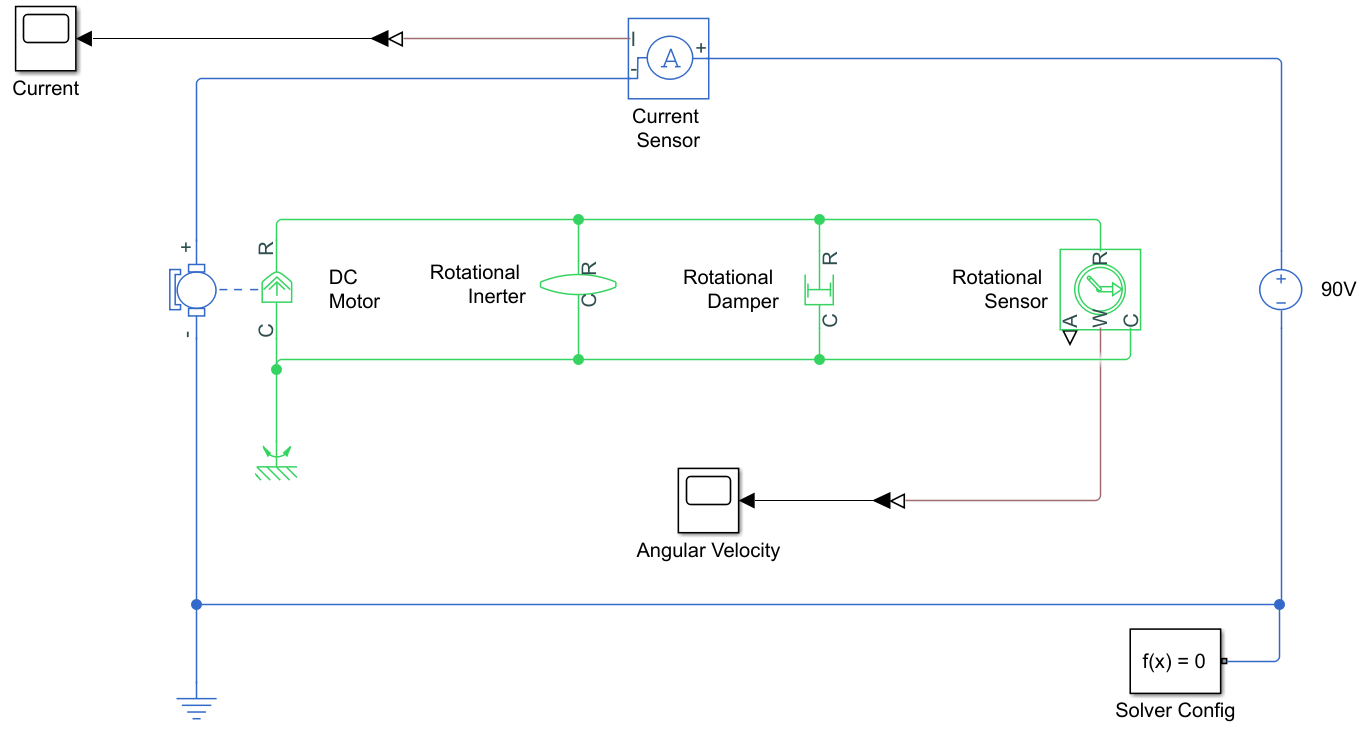 Current
I
-
A
+
Current
Sensor
+
R
C
-
DC
Motor
Rotational
Inerter
R
C
Rotational
Damper
R
C
Rotational
Sensor
R
A
W
C
+
−
90V
Angular Velocity
f(x) = 0
Solver Config